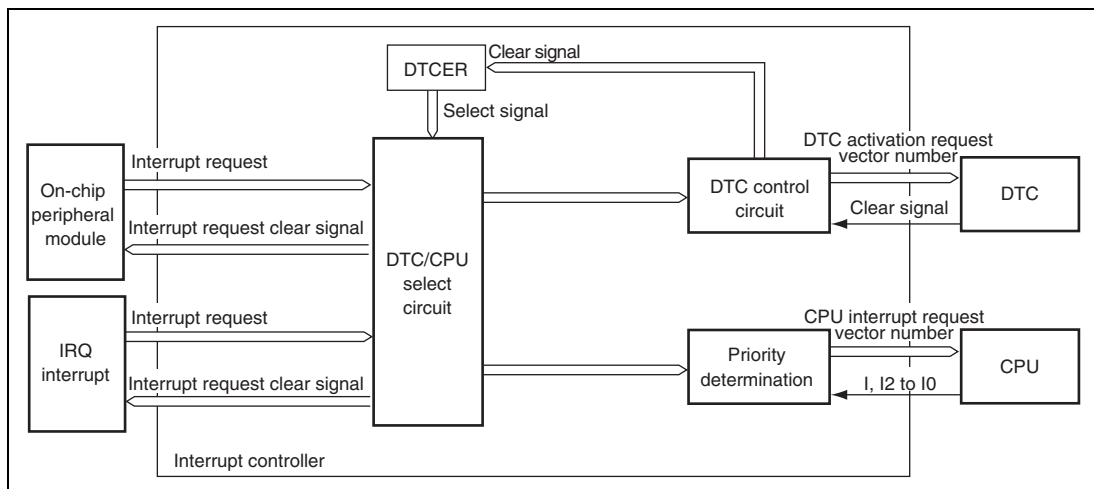 Clear signal
DTCER
Select signal
DTC activation request
vector number
Interrupt request
On-chip
peripheral
module
DTC control
circuit
DTC
Interrupt request clear signal
Clear signal
DTC/CPU
select
circuit
Interrupt request
CPU interrupt request
vector number
IRQ
interrupt
Priority
determination
CPU
Interrupt request clear signal
I, I2 to I0
Interrupt controller